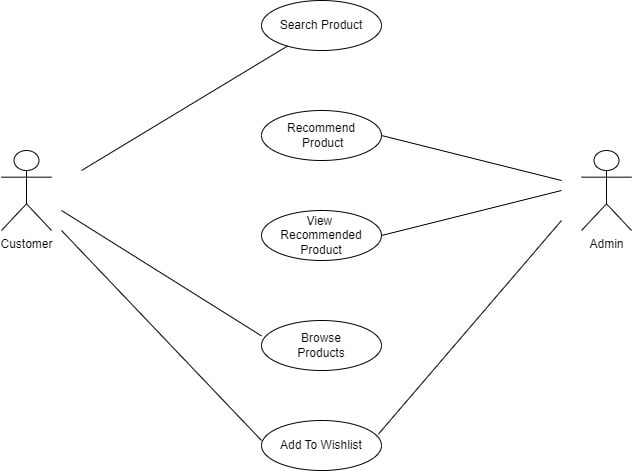 Search Product
Recommend
Product
View
Recommended
Product
Customer
Admin
Browse
Products
Add To Wishlist